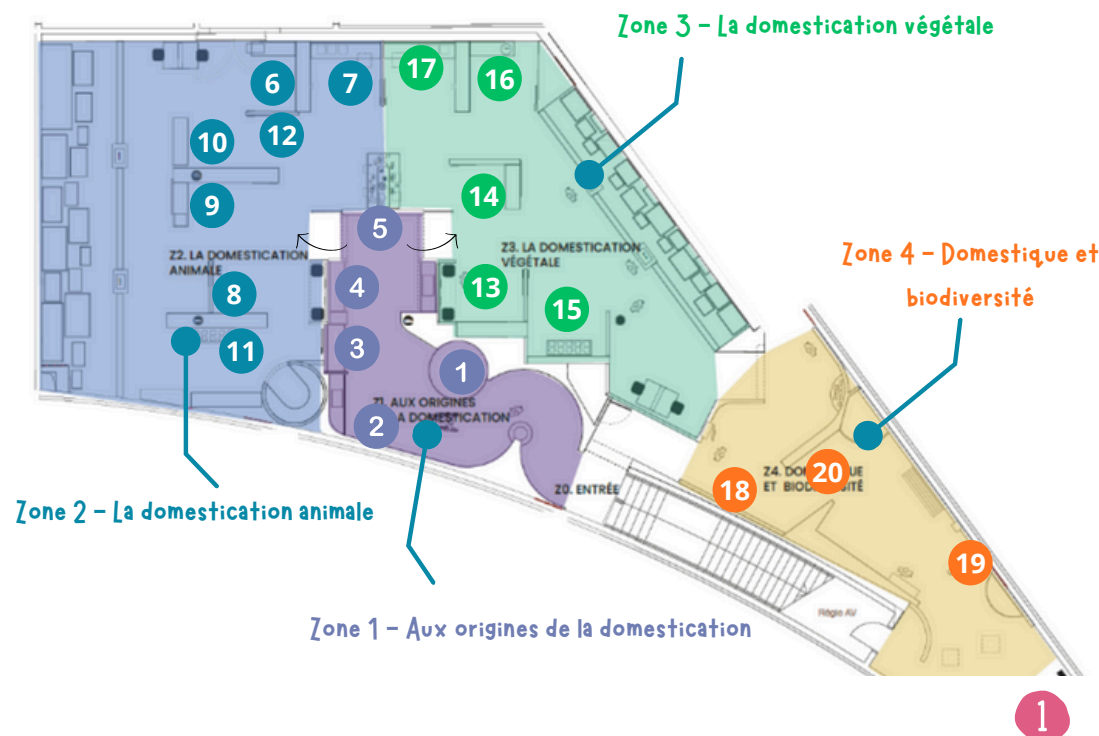 Zone 3 – La domestication végétale
17
6
7
16
10
12
14
9
5
Z3. LA DOMESTICATION
VÉGÉTALE
Zone 4 – Domestique et
biodiversité
Z2. LA DOMESTICATION
ANIMALE
4
13
8
15
3
11
1
Z1. AUX ORIGINES
LA DOMESTICATION
2
20
18
Z0. ENTRÉE
ET
Zone 2 – La domestication animale
19
Régie AV
Zone 1 – Aux origines de la domestication
1